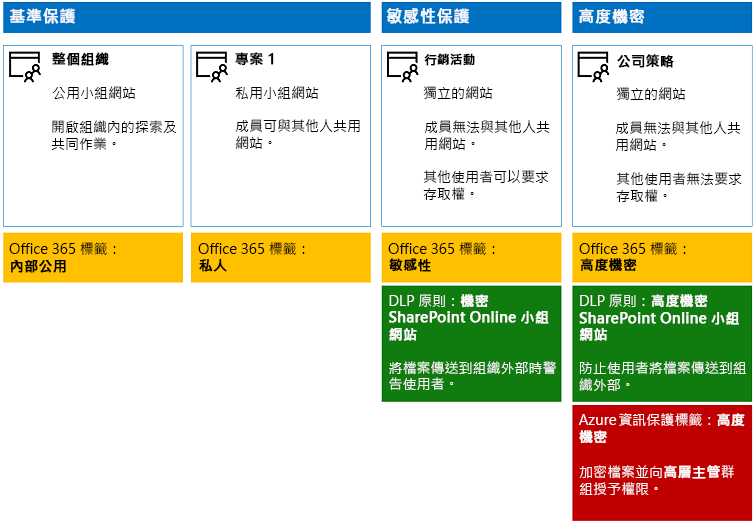 基準保護
整個組織
公用小組網站
開啟組織內的探索及
共同作業。
Office 365 標籤：
內部公用
專案 1
私用小組網站
成員可與其他人共用
網站。
Office 365 標籤：
私人
敏感性保護
行銷活動
獨立的網站
成員無法與其他人共
用網站。
其他使用者可以要求
存取權。
Office 365 標籤：
敏感性
DLP 原則：機密
SharePoint Online 小組
網站
將檔案傳送到組織外部時警
告使用者。
高度機密
公司策略
獨立的網站
成員無法與其他人共
用網站。
其他使用者無法要求
存取權。
Office 365 標籤：
高度機密
DLP 原則：高度機密
SharePoint Online 小組
網站
防止使用者將檔案傳送到組
織外部。
Azure 資訊保護標籤：高度
機密
加密檔案並向高層主管群
組授予權限。